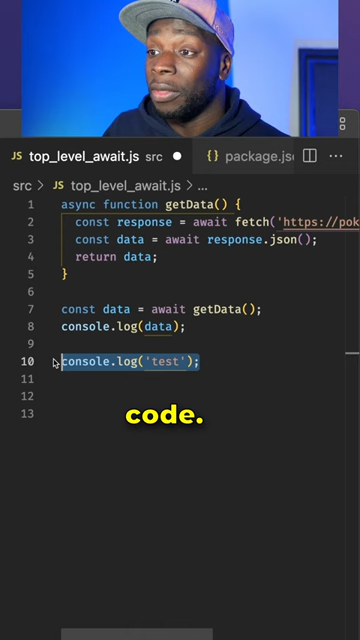 JS top_level_await.js src
{} package.jso
src > JS top_level_await.js > ...
1 async function getData() {
2 const response = await fetch('https://pok
3 const data = await response.json();
4 return data;
5 }
6
7 const data = await getData();
8 console.log(data);
9
10 console.log('test');
11
12
13
code.